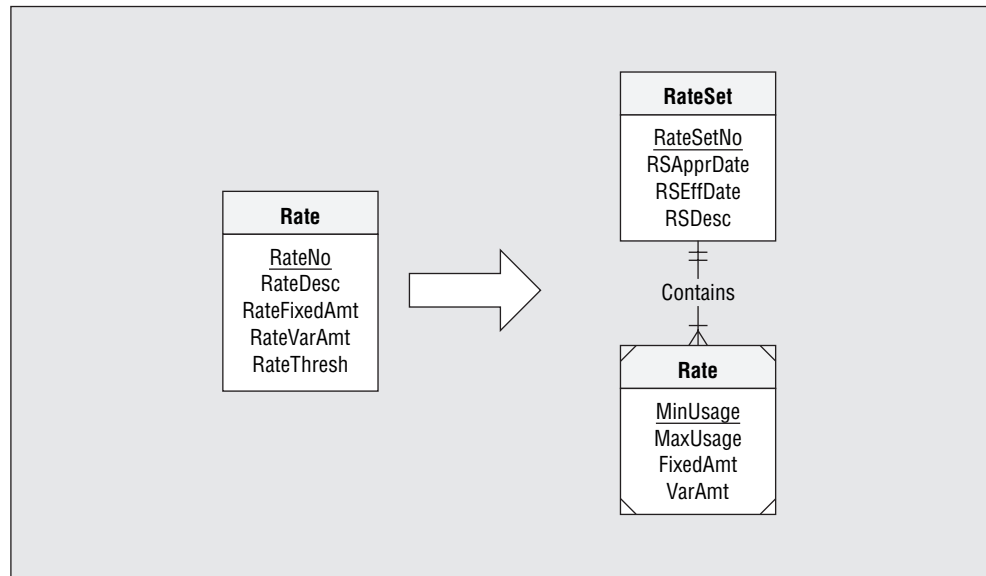 Rate
RateNo
RateDesc
RateFixedAmt
RateVarAmt
RateThresh
RateSet
RateSetNo
RSApprDate
RSEffDate
RSDesc
Contains
Rate
MinUsage
MaxUsage
FixedAmt
VarAmt